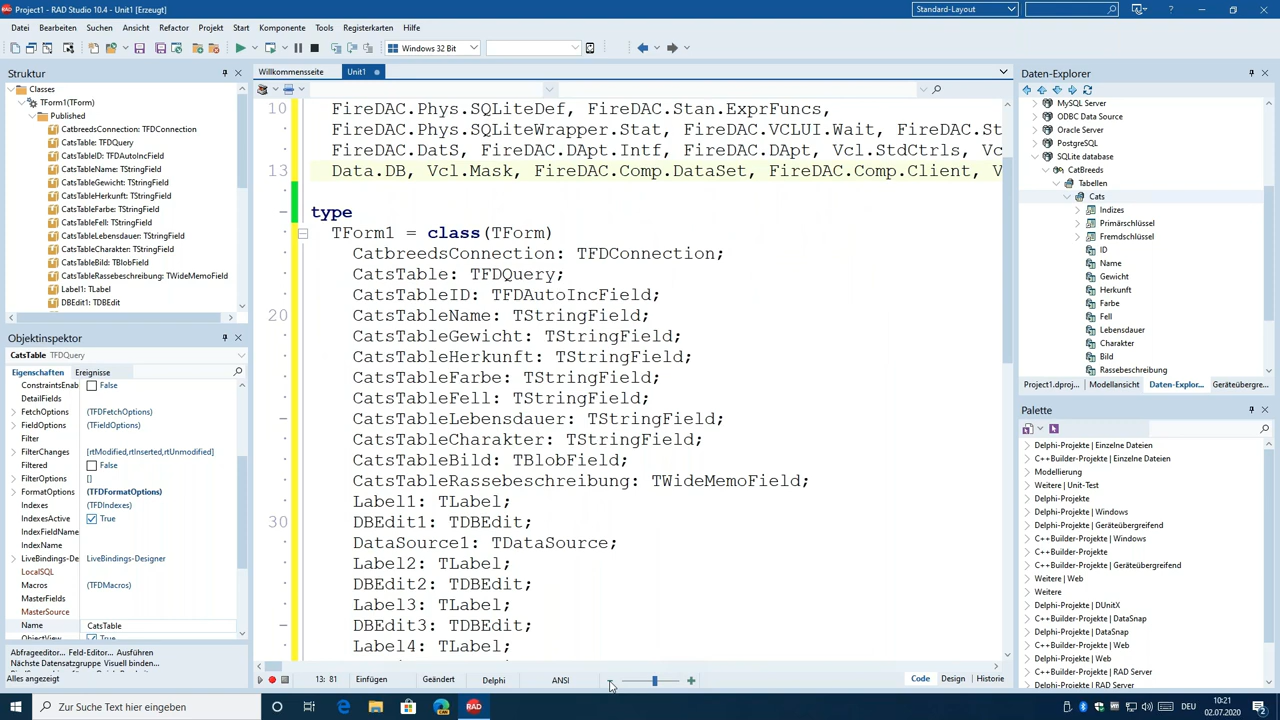 Project1 - RAD Studio 10.4 - Unit1 [Erzeugt]
Standard-Layout
Datei Bearbeiten Suchen Ansicht Refactor Projekt Start Komponente Tools Registerkarten Hilfe
Windows 32 Bit
Struktur
Classes
TForm1(TForm)
Published
CatbreedsConnection: TFDConnection
CatsTable: TFDQuery
CatsTableID: TFDAutoIncField
CatsTableName: TStringField
CatsTableGewicht: TStringField
CatsTableHerkunft: TStringField
CatsTableFarbe: TStringField
CatsTableFell: TStringField
CatsTableLebensdauer: TStringField
CatsTableCharakter: TStringField
CatsTableBild: TBlobField
CatsTableRassebeschreibung: TWideMemoField
Label1: TLabel
DBEdit1: TDBEdit
Objektinspektor
CatsTable TFDQuery
Eigenschaften Ereignisse
ConstraintsEnab False
DetailFields
FetchOptions (TFDFetchOptions)
FieldOptions (TFieldOptions)
Filter
FilterChanges [rtModified,rtInserted,rtUnmodified]
Filtered False
FilterOptions []
FormatOptions (TFDFormatOptions)
Indexes (TFDIndexes)
IndexesActive True
IndexFieldName
IndexName
LiveBindings-De LiveBindings-Designer
LocalSQL
Macros (TFDMacros)
MasterFields
MasterSource
Name CatsTable
ObjectView True
Abfrageeditor... Feld-Editor... Ausführen
Nächste Datensatzgruppe Visuell binden...
Alles angezeigt
Willkommensseite Unit1
10 FireDAC.Phys.SQLiteDef, FireDAC.Stan.ExprFuncs,
FireDAC.Phys.SQLiteWrapper.Stat, FireDAC.VCLUI.Wait, FireDAC.St
FireDAC.DatS, FireDAC.DApt.Intf, FireDAC.DApt, Vcl.StdCtrls, Vc
13 Data.DB, Vcl.Mask, FireDAC.Comp.DataSet, FireDAC.Comp.Client, V
type
TForm1 = class(TForm)
CatbreedsConnection: TFDConnection;
CatsTable: TFDQuery;
CatsTableID: TFDAutoIncField;
20 CatsTableName: TStringField;
CatsTableGewicht: TStringField;
CatsTableHerkunft: TStringField;
CatsTableFarbe: TStringField;
CatsTableFell: TStringField;
CatsTableLebensdauer: TStringField;
CatsTableCharakter: TStringField;
CatsTableBild: TBlobField;
CatsTableRassebeschreibung: TWideMemoField;
Label1: TLabel;
30 DBEdit1: TDBEdit;
DataSource1: TDataSource;
Label2: TLabel;
DBEdit2: TDBEdit;
Label3: TLabel;
DBEdit3: TDBEdit;
Label4: TLabel;
13: 81 Einfügen Geändert Delphi ANSI Code Design Historie
Daten-Explorer
MySQL Server
ODBC Data Source
Oracle Server
PostgreSQL
SQLite database
CatBreeds
Tabellen
Cats
Indizes
Primärschlüssel
Fremdschlüssel
ID
Name
Gewicht
Herkunft
Farbe
Fell
Lebensdauer
Charakter
Bild
Rassebeschreibung
Project1.dproj... Modellansicht Daten-Explor... Geräteübergre...
Palette
Delphi-Projekte | Einzelne Dateien
C++Builder-Projekte | Einzelne Dateien
Modellierung
Weitere | Unit-Test
Delphi-Projekte
Delphi-Projekte | Windows
Delphi-Projekte | Geräteübergreifend
C++Builder-Projekte | Windows
C++Builder-Projekte
C++Builder-Projekte | Geräteübergreifend
Weitere | Web
Weitere
Delphi-Projekte | DUnitX
C++Builder-Projekte | DataSnap
Delphi-Projekte | DataSnap
C++Builder-Projekte | Web
Delphi-Projekte | Web
C++Builder-Projekte | RAD Server
Delphi-Projekte | RAD Server
Zur Suche Text hier eingeben
RAD
DEU
10:21
02.07.2020
2